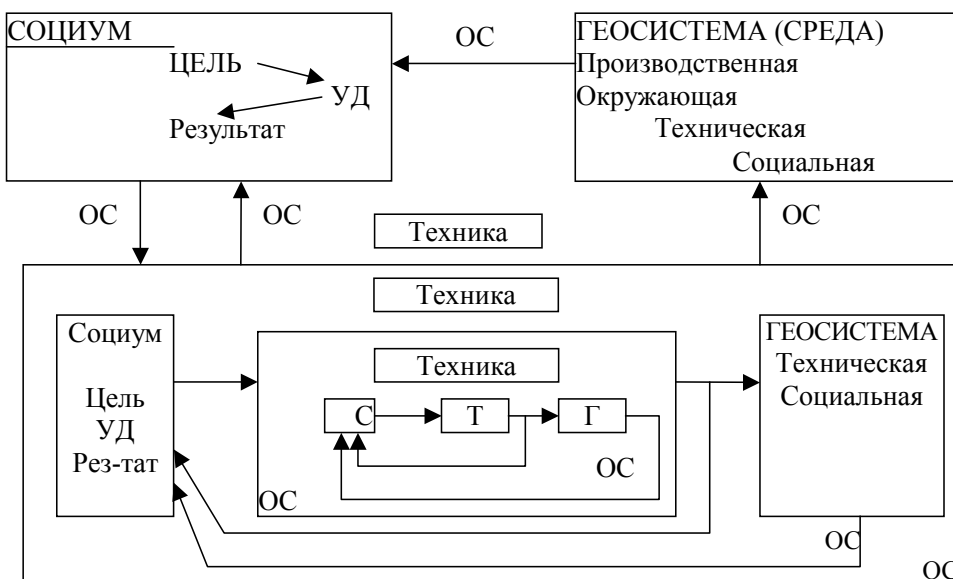 СОЦИУМ
ЦЕЛЬ
УД
Результат
ОС
ГЕОСИСТЕМА (СРЕДА)
Производственная
Окружающая
Техническая
Социальная
ОС
ОС
ОС
Техника
Техника
Социум
Цель
УД
Рез-тат
Техника
С
Т
Г
ОС
ОС
ГЕОСИСТЕМА
Техническая
Социальная
ОС
ОС